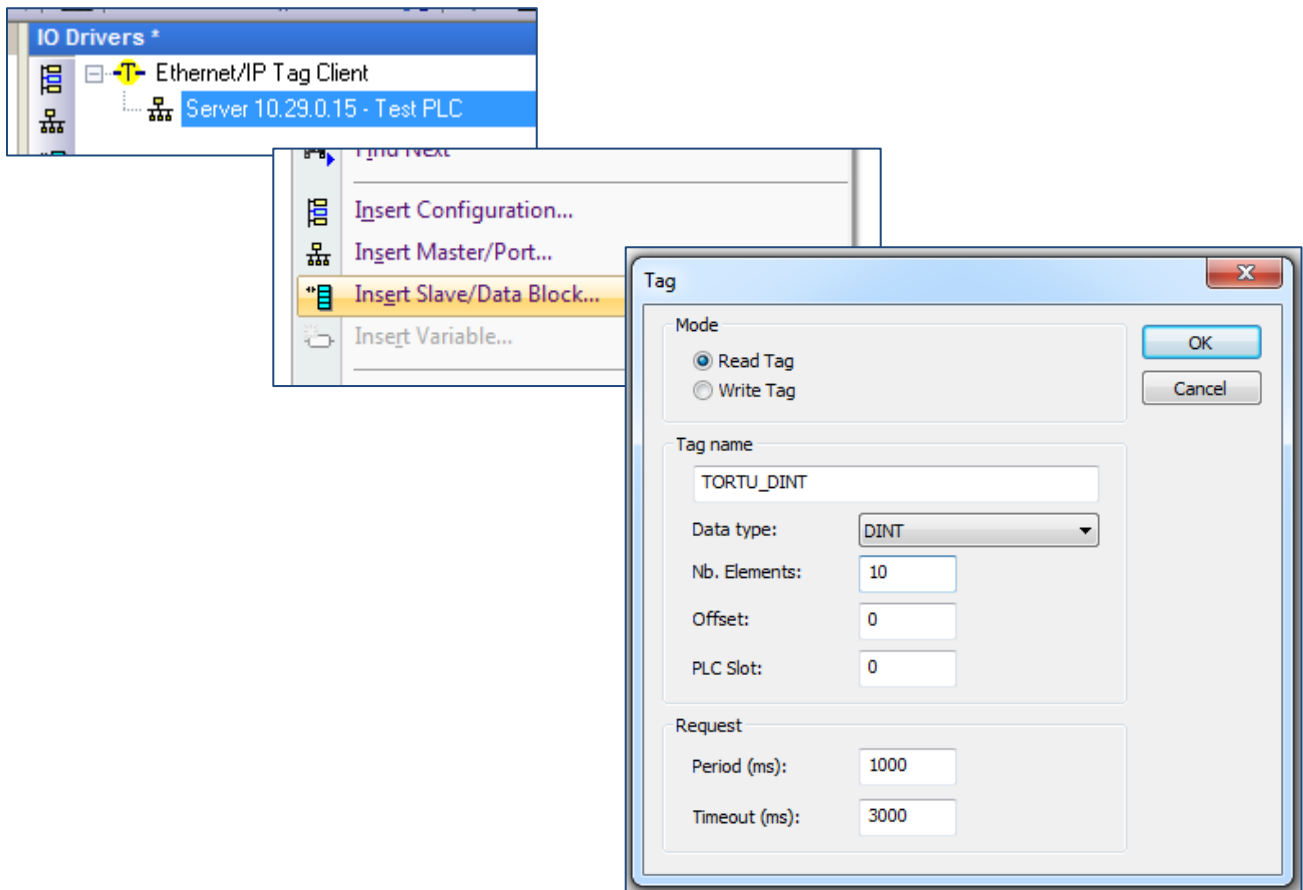 IO Drivers *
Ethernet/IP Tag Client
Server 10.29.0.15 - Test PLC
Find Next
Insert Configuration...
Insert Master/Port...
Insert Slave/Data Block...
Insert Variable...
Tag
Mode
Read Tag
Write Tag
OK
Cancel
Tag name
TORTU_DINT
Data type: DINT
Nb. Elements: 10
Offset: 0
PLC Slot: 0
Request
Period (ms): 1000
Timeout (ms): 3000